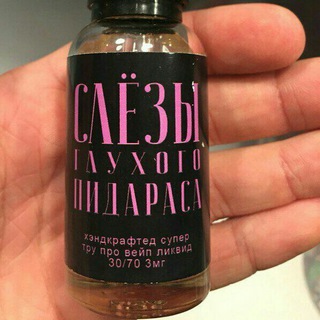 СЛЁЗЫ
ГЛУХОГО
ПИДАРАСА
хэндкрафтед супер
тру про вейп ликвид
30/70 3мг